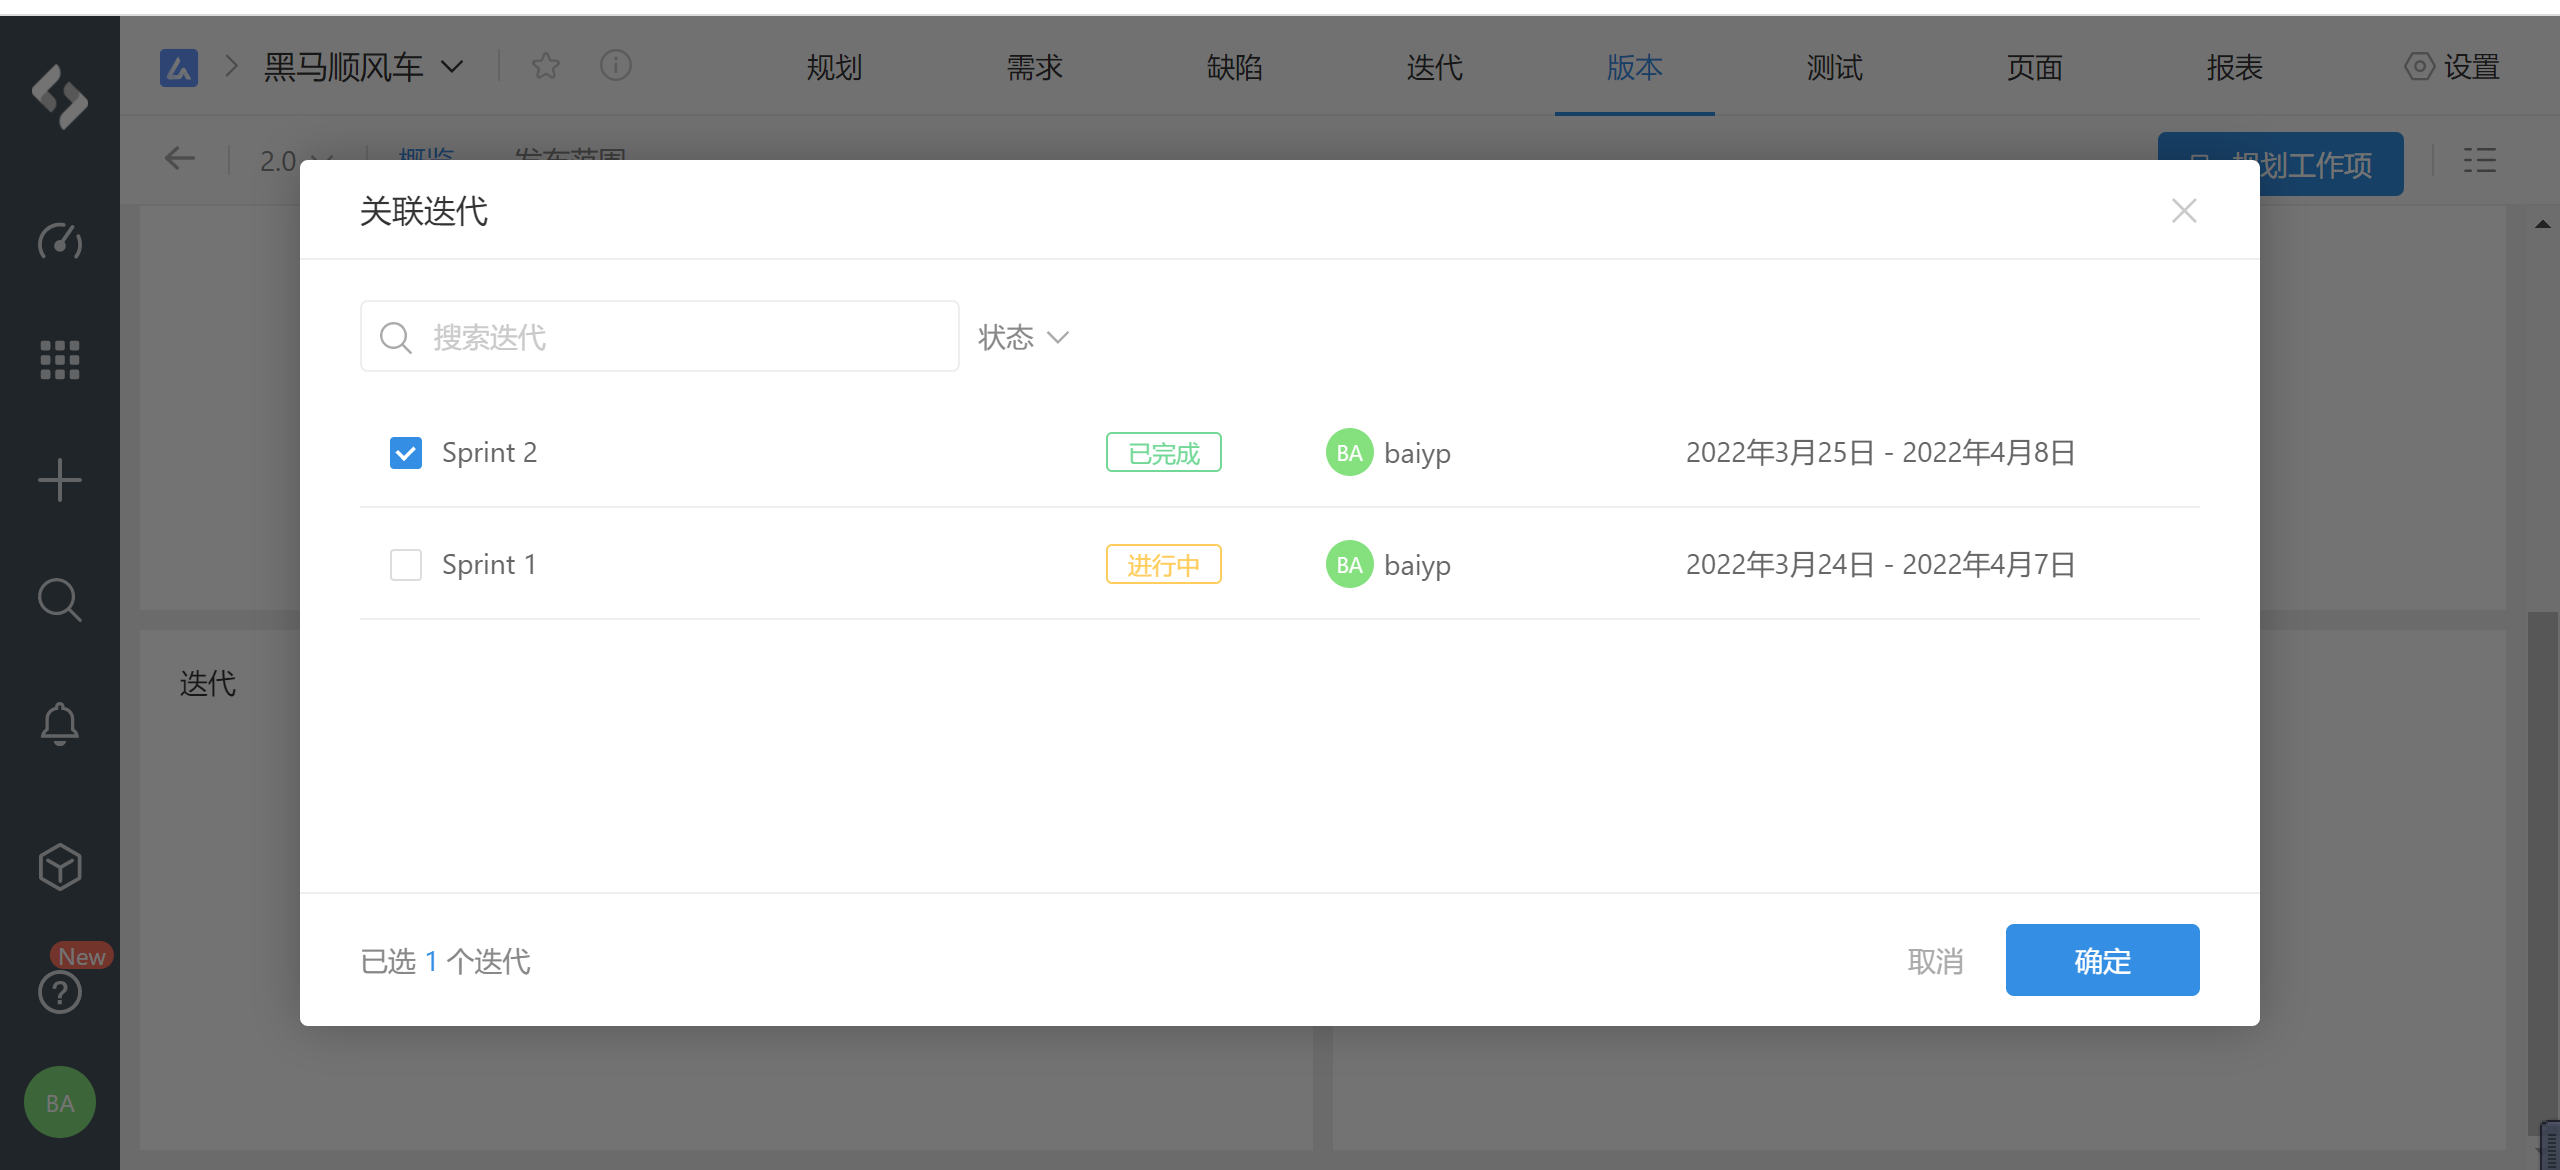 黑马顺风车
规划
需求
缺陷
迭代
版本
测试
页面
报表
设置
2.0
概览
发布范围
规划工作项
关联迭代
搜索迭代
状态
Sprint 2
已完成
BA
baiyp
2022年3月25日 - 2022年4月8日
Sprint 1
进行中
BA
baiyp
2022年3月24日 - 2022年4月7日
迭代
已选 1 个迭代
取消
确定
New
BA